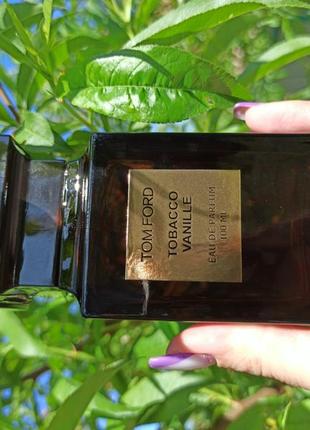 TOM FORD
TOBACCO
VANILLE
EAU DE PARFUM
100 ML